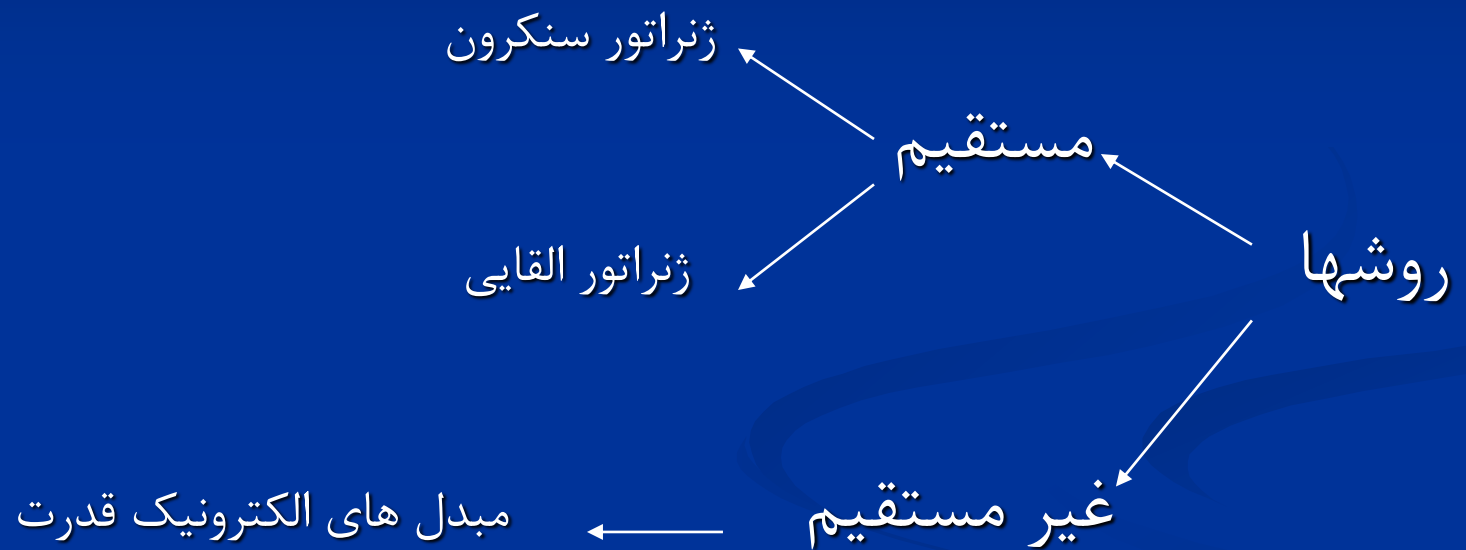 روشها
مستقیم
ژنراتور سنکرون
ژنراتور القایی
غیر مستقیم
مبدل های الکترونیک قدرت